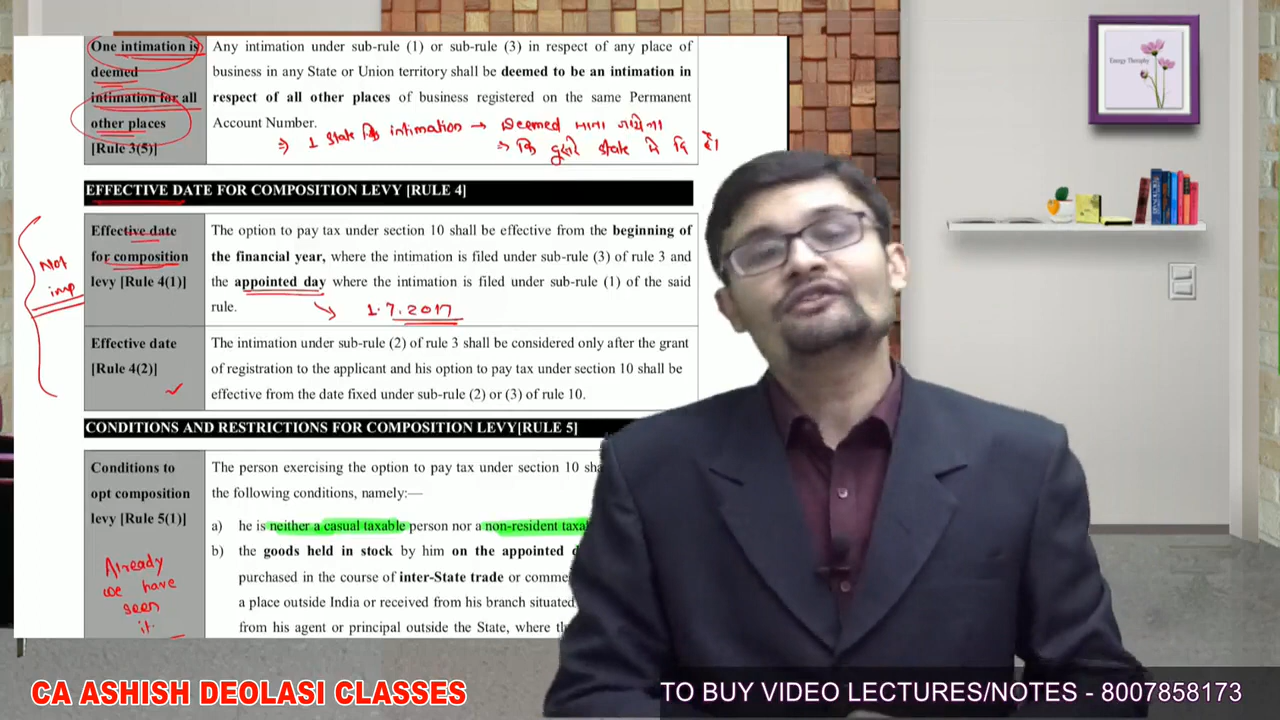 One intimation is
deemed
intimation for all
other places
[Rule 3(5)]
Any intimation under sub-rule (1) or sub-rule (3) in respect of any place of
business in any State or Union territory shall be deemed to be an intimation in
respect of all other places of business registered on the same Permanent
Account Number.
⇒ 1 State कि intimation → Deemed माना जायेगा
⇒ कि दुसरे State मे दि है।
EFFECTIVE DATE FOR COMPOSITION LEVY [RULE 4]
Not
imp
Effective date
for composition
levy [Rule 4(1)]
The option to pay tax under section 10 shall be effective from the beginning of
the financial year, where the intimation is filed under sub-rule (3) of rule 3 and
the appointed day where the intimation is filed under sub-rule (1) of the said
rule.
1.7.2017
Effective date
[Rule 4(2)]
The intimation under sub-rule (2) of rule 3 shall be considered only after the grant
of registration to the applicant and his option to pay tax under section 10 shall be
effective from the date fixed under sub-rule (2) or (3) of rule 10.
CONDITIONS AND RESTRICTIONS FOR COMPOSITION LEVY[RULE 5]
Conditions to
opt composition
levy [Rule 5(1)]
Already
we have
seen
it.
The person exercising the option to pay tax under section 10 sha
the following conditions, namely:—
a) he is neither a casual taxable person nor a non-resident taxa
b) the goods held in stock by him on the appointed d
purchased in the course of inter-State trade or comme
a place outside India or received from his branch situated
from his agent or principal outside the State, where th
Energy Theraphy
CA ASHISH DEOLASI CLASSES
TO BUY VIDEO LECTURES/NOTES - 8007858173